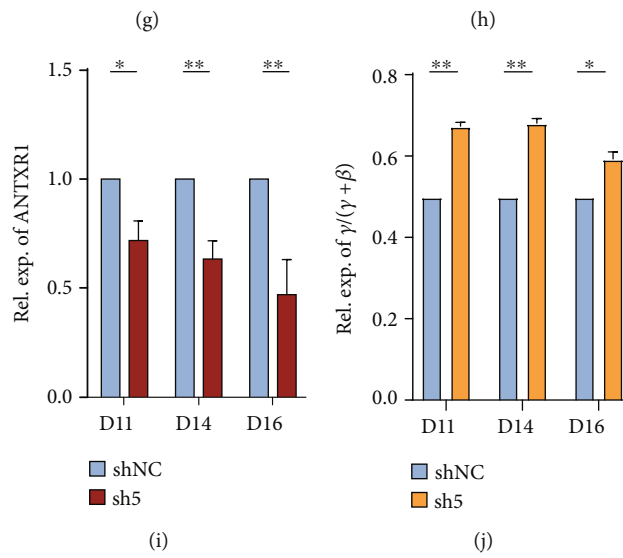 (g)
(h)
1.5
1.0
0.5
0.0
Rel. exp. of ANTXR1
* ** **
D11 D14 D16
shNC
sh5
(i)
0.8
0.6
0.4
0.2
0.0
Rel. exp. of γ/(γ+β)
** ** *
D11 D14 D16
shNC
sh5
(j)